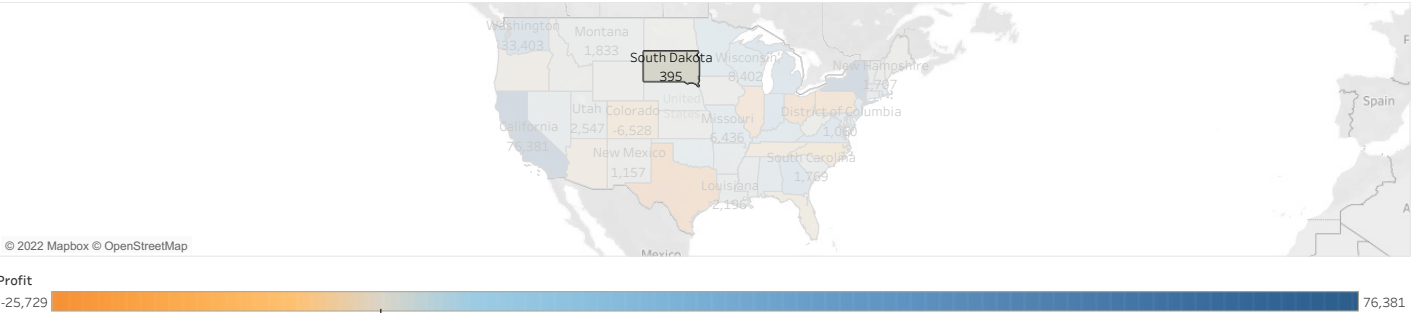 Washington
33,403
Montana
1,833
South Dakota
395
Wisconsin
8,402
New Hampshire
1,707
United
States
Utah
2,547
Colorado
-6,528
Missouri
6,436
District of Columbia
1,060
California
76,381
New Mexico
1,157
South Carolina
1,769
Louisiana
2,196
Mexico
Spain
F
A
© 2022 Mapbox © OpenStreetMap
Profit
-25,729
76,381